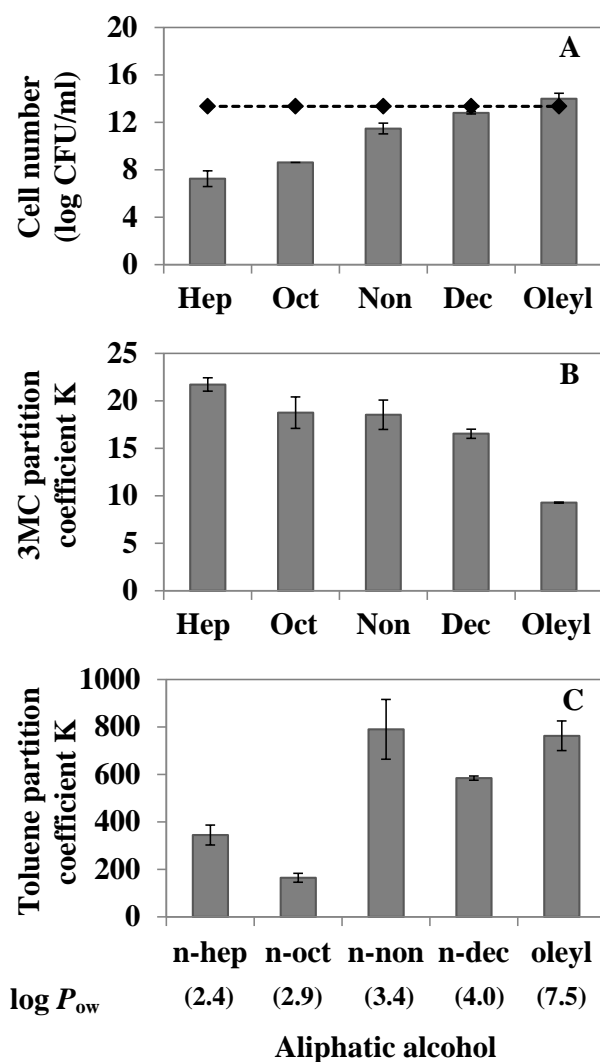 A
Cell number
(log CFU/ml)
20
16
12
8
4
0
Hep Oct Non Dec Oleyl
B
3MC partition
coefficient K
25
20
15
10
5
0
Hep Oct Non Dec Oleyl
C
Toluene partition
coefficient K
1000
800
600
400
200
0
n-hep n-oct n-non n-dec oleyl
log Pow (2.4) (2.9) (3.4) (4.0) (7.5)
Aliphatic alcohol